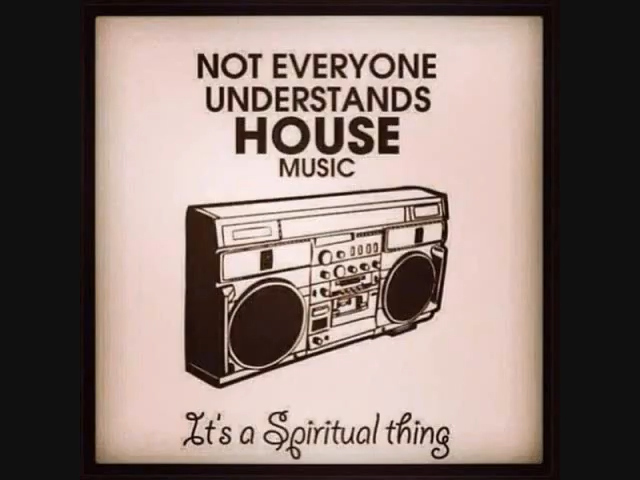 NOT EVERYONE
UNDERSTANDS
HOUSE
MUSIC
It's a Spiritual thing